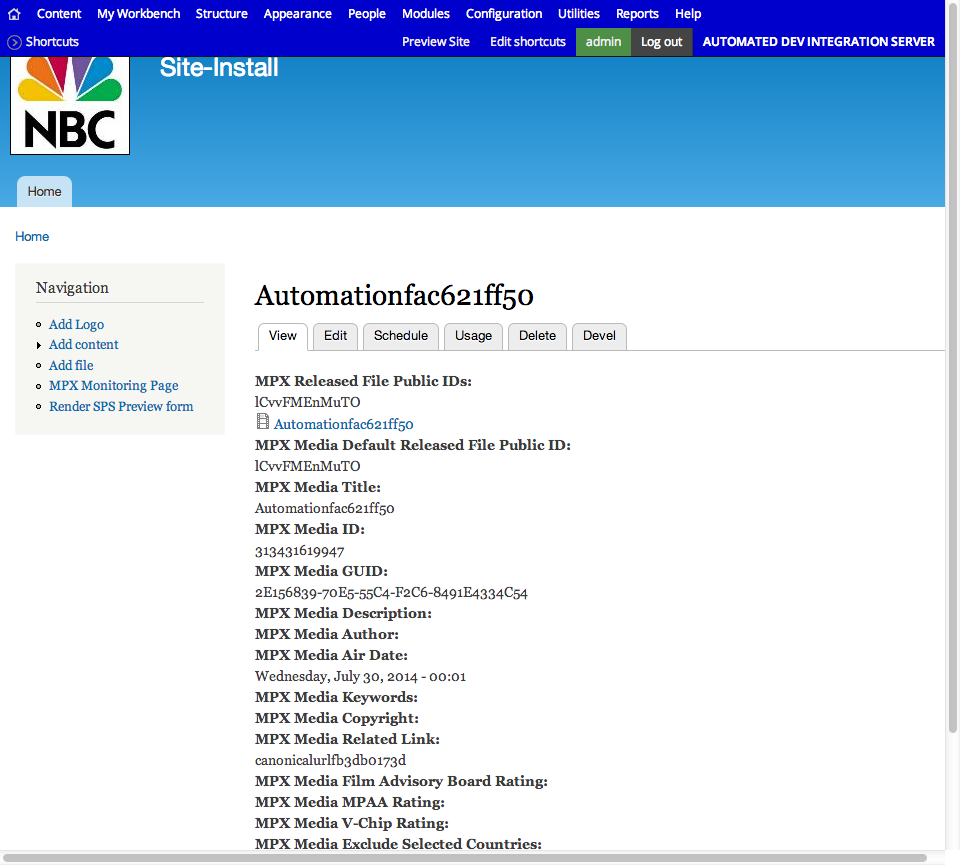 Content My Workbench Structure Appearance People Modules Configuration Utilities Reports Help
Shortcuts Preview Site Edit shortcuts admin Log out AUTOMATED DEV INTEGRATION SERVER
Site-Install
NBC
Home
Home
Navigation
Add Logo
Add content
Add file
MPX Monitoring Page
Render SPS Preview form
Automationfac621ff50
View Edit Schedule Usage Delete Devel
MPX Released File Public IDs:
lCvvFMEnMuTO
Automationfac621ff50
MPX Media Default Released File Public ID:
lCvvFMEnMuTO
MPX Media Title:
Automationfac621ff50
MPX Media ID:
313431619947
MPX Media GUID:
2E156839-70E5-55C4-F2C6-8491E4334C54
MPX Media Description:
MPX Media Author:
MPX Media Air Date:
Wednesday, July 30, 2014 - 00:01
MPX Media Keywords:
MPX Media Copyright:
MPX Media Related Link:
canonicalurlfb3db0173d
MPX Media Film Advisory Board Rating:
MPX Media MPAA Rating:
MPX Media V-Chip Rating:
MPX Media Exclude Selected Countries: